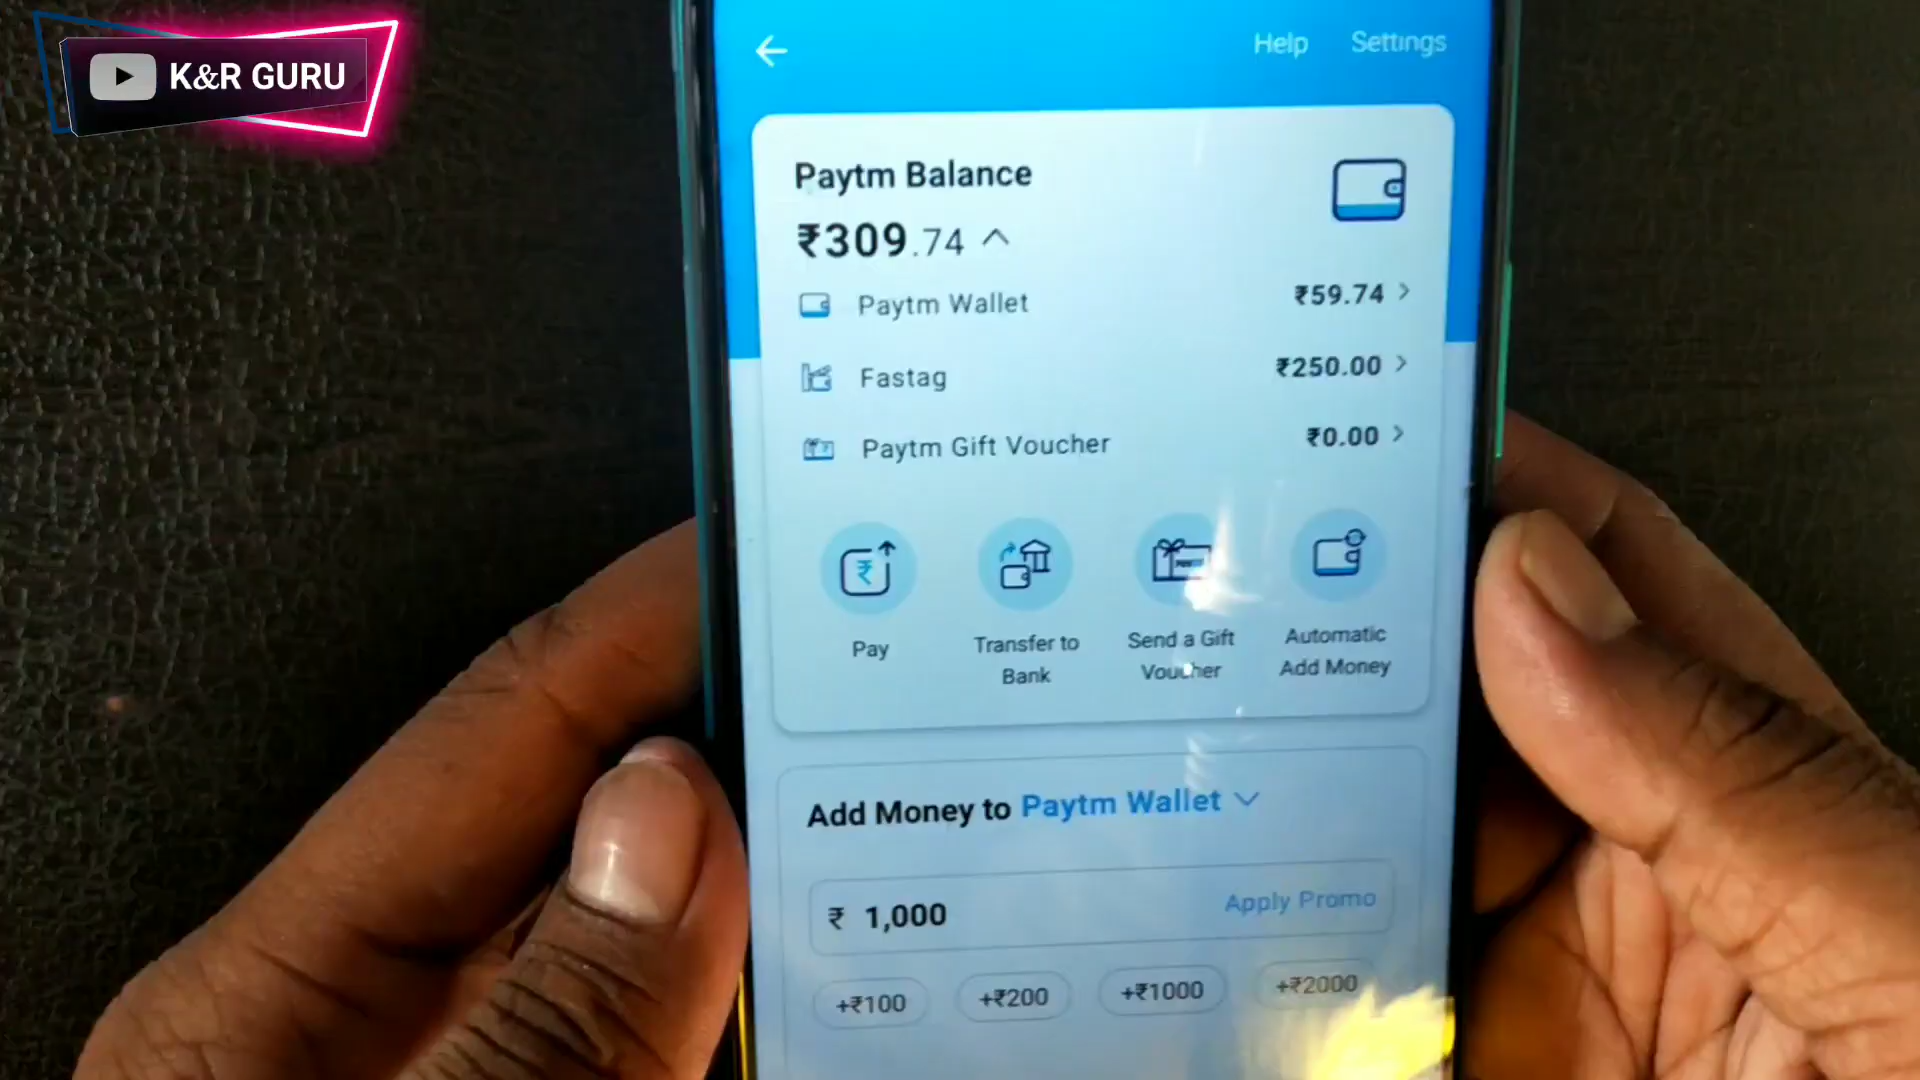 K&R GURU
Help Settings
Paytm Balance
₹309.74
Paytm Wallet ₹59.74
Fastag ₹250.00
Paytm Gift Voucher ₹0.00
Pay
Transfer to
Bank
Send a Gift
Voucher
Automatic
Add Money
Add Money to Paytm Wallet
₹ 1,000 Apply Promo
+₹100 +₹200 +₹1000 +₹2000